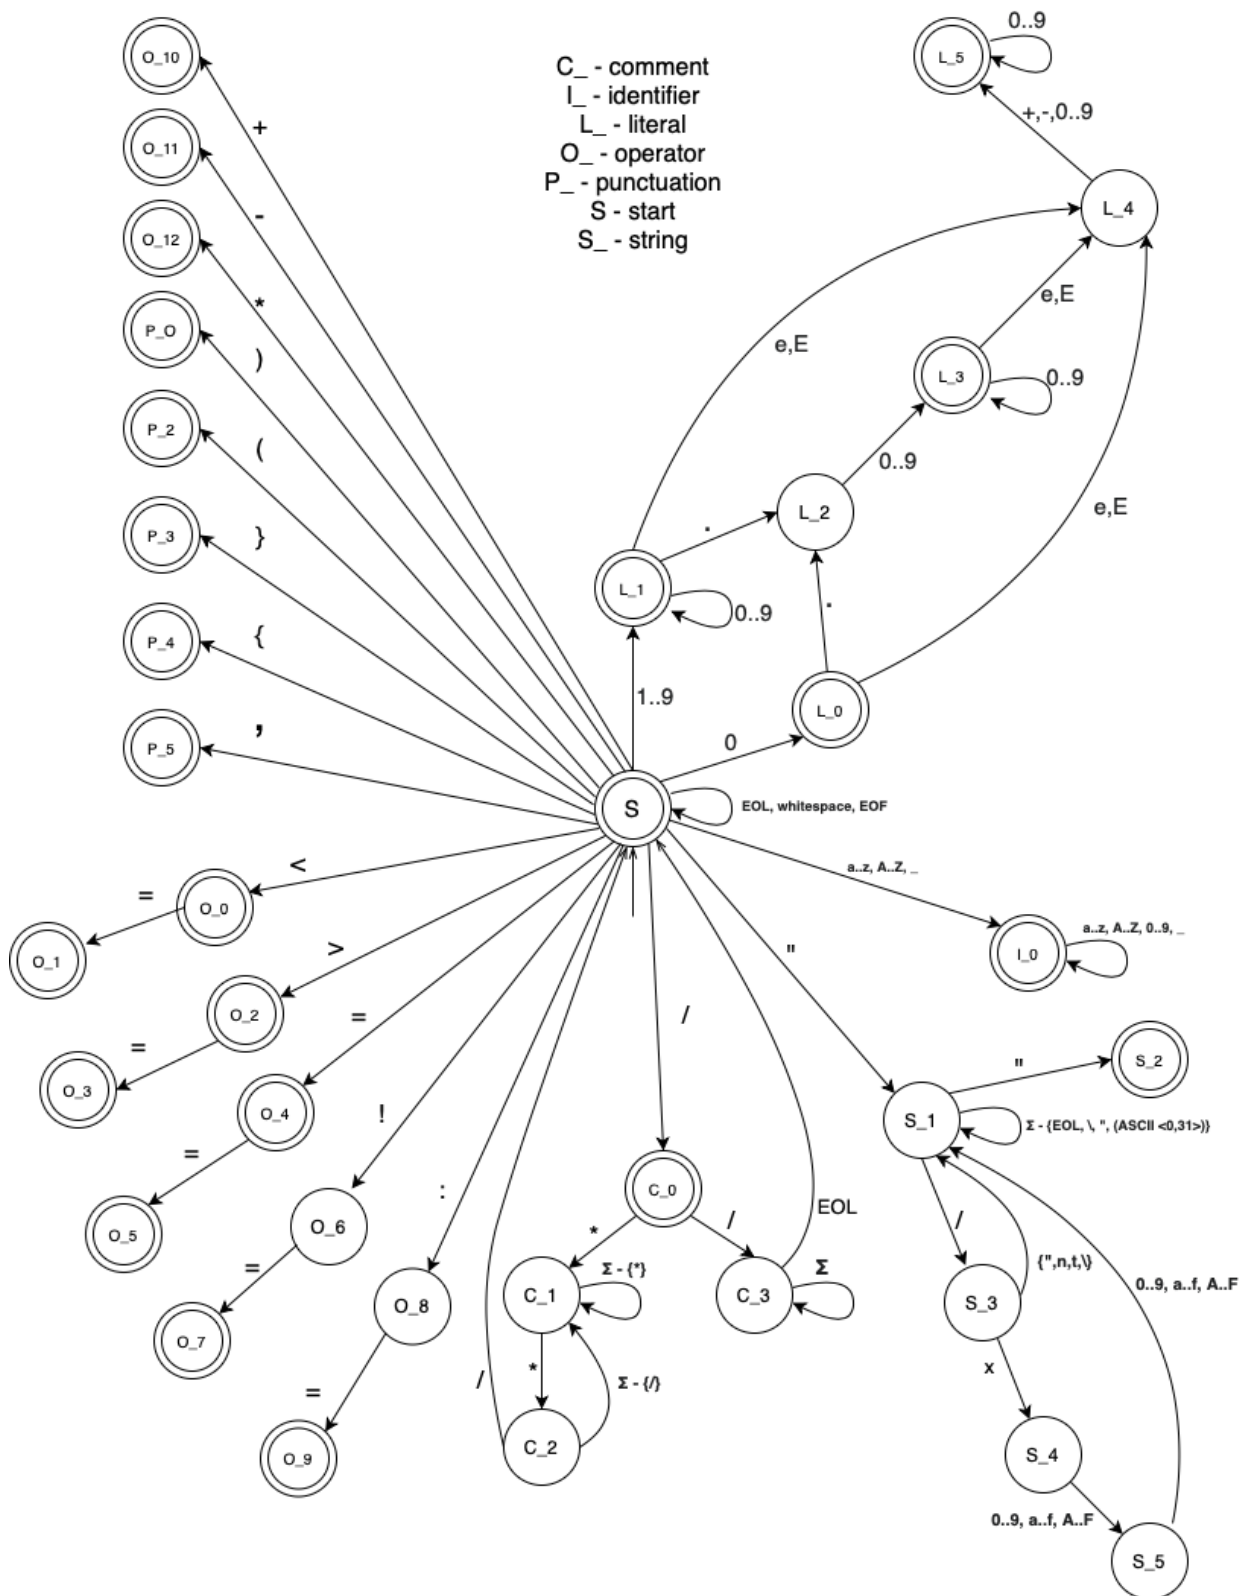 O_10
0..9
L_5
C_ - comment
I_ - identifier
L_ - literal
O_ - operator
P_ - punctuation
S - start
S_ - string
+
+,-,0..9
O_11
-
L_4
O_12
*
e,E
P_O
)
e,E
L_3
0..9
P_2
(
0..9
L_2
e,E
.
P_3
}
L_1
0..9
.
P_4
{
1..9
L_0
P_5
,
0
S
EOL, whitespace, EOF
<
a..z, A..Z, _
=
O_0
O_1
>
"
a..z, A..Z, 0..9, _
I_0
O_2
=
/
=
O_3
"
S_2
O_4
!
S_1
Σ - {EOL, \, ", (ASCII <0,31>)}
=
:
C_0
/
O_5
O_6
*
/
EOL
{",n,t,\}
=
Σ - {*}
Σ
0..9, a..f, A..F
C_1
C_3
S_3
O_8
O_7
*
x
=
/
Σ - {/}
C_2
S_4
O_9
0..9, a..f, A..F
S_5